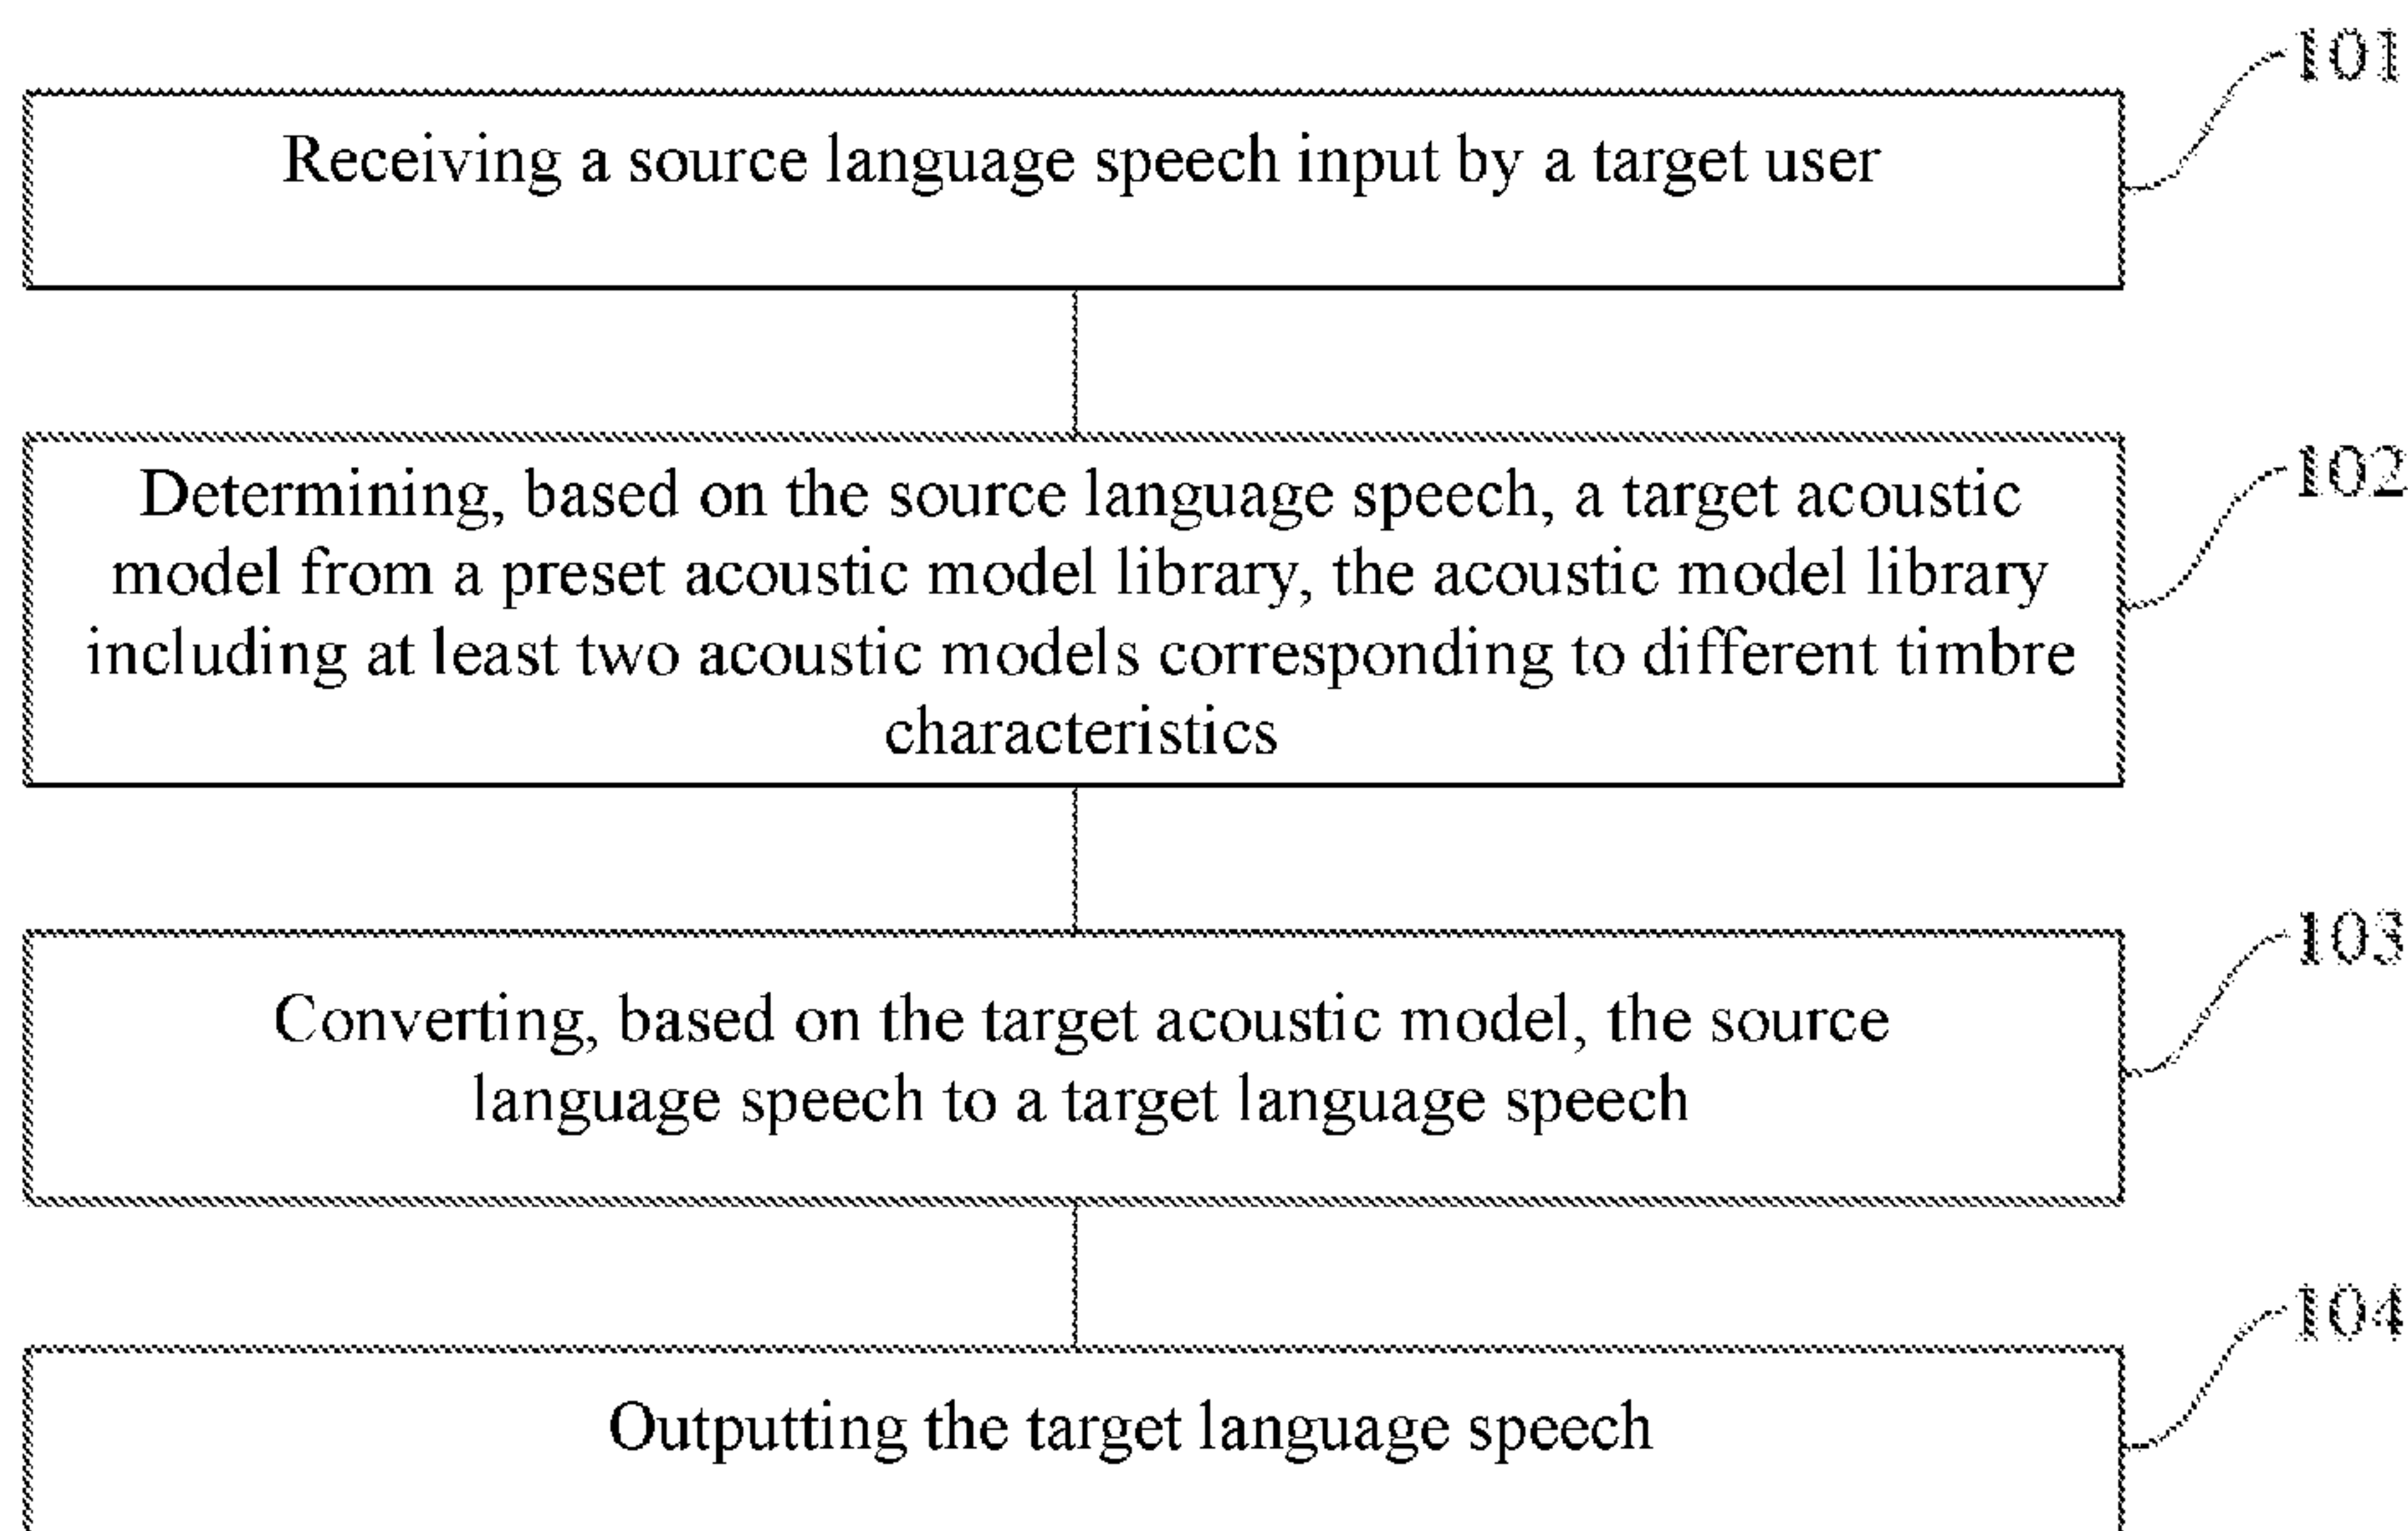 101
Receiving a source language speech input by a target user
102
Determining, based on the source language speech, a target acoustic
model from a preset acoustic model library, the acoustic model library
including at least two acoustic models corresponding to different timbre
characteristics
103
Converting, based on the target acoustic model, the source
language speech to a target language speech
104
Outputting the target language speech